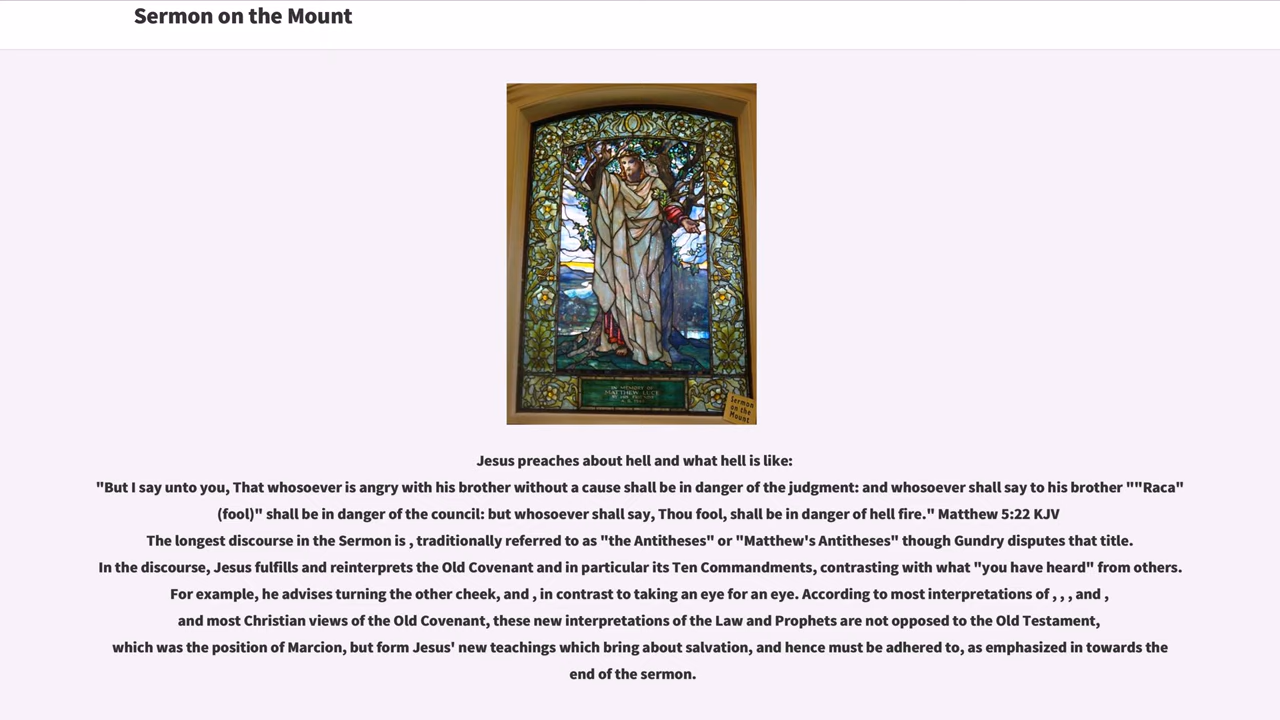 Sermon on the Mount
IN MEMORY OF
MATTHEW LUCE
Sermon
on the
Mount
Jesus preaches about hell and what hell is like:
"But I say unto you, That whosoever is angry with his brother without a cause shall be in danger of the judgment: and whosoever shall say to his brother ""Raca"
(fool)" shall be in danger of the council: but whosoever shall say, Thou fool, shall be in danger of hell fire." Matthew 5:22 KJV
The longest discourse in the Sermon is , traditionally referred to as "the Antitheses" or "Matthew's Antitheses" though Gundry disputes that title.
In the discourse, Jesus fulfills and reinterprets the Old Covenant and in particular its Ten Commandments, contrasting with what "you have heard" from others.
For example, he advises turning the other cheek, and , in contrast to taking an eye for an eye. According to most interpretations of , , , and ,
and most Christian views of the Old Covenant, these new interpretations of the Law and Prophets are not opposed to the Old Testament,
which was the position of Marcion, but form Jesus' new teachings which bring about salvation, and hence must be adhered to, as emphasized in towards the
end of the sermon.